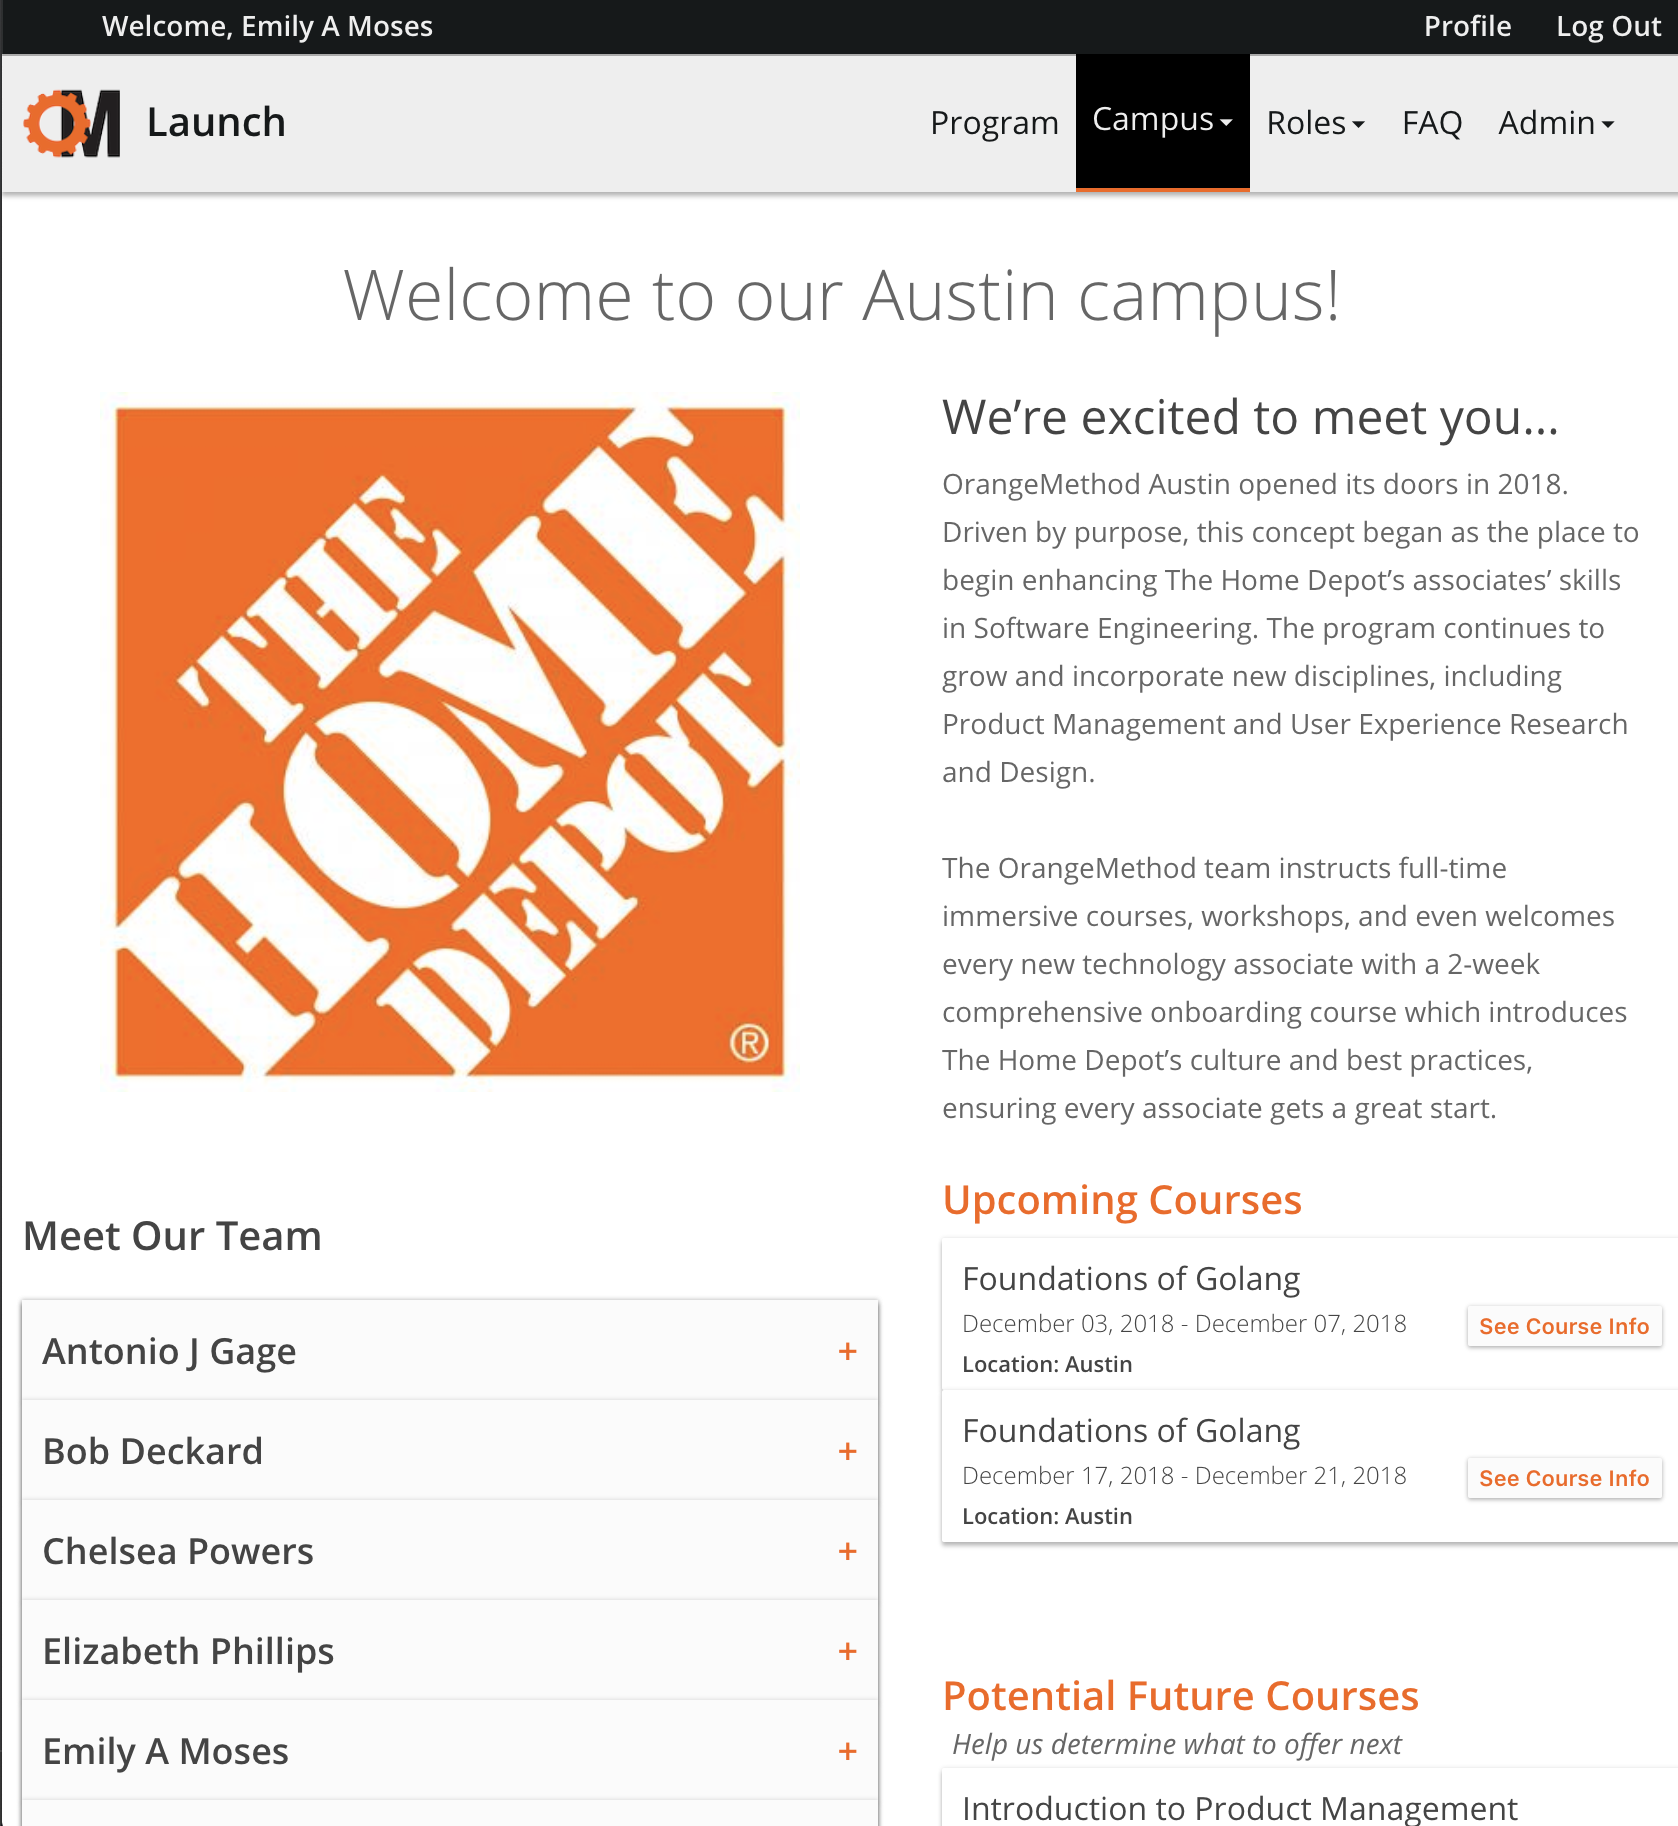 Welcome, Emily A Moses
Profile
Log Out
OM
Launch
Program
Campus
Roles
FAQ
Admin
Welcome to our Austin campus!
THE
HOME
DEPOT
®
We’re excited to meet you...
OrangeMethod Austin opened its doors in 2018.
Driven by purpose, this concept began as the place to
begin enhancing The Home Depot’s associates’ skills
in Software Engineering. The program continues to
grow and incorporate new disciplines, including
Product Management and User Experience Research
and Design.
The OrangeMethod team instructs full-time
immersive courses, workshops, and even welcomes
every new technology associate with a 2-week
comprehensive onboarding course which introduces
The Home Depot’s culture and best practices,
ensuring every associate gets a great start.
Meet Our Team
Antonio J Gage +
Bob Deckard +
Chelsea Powers +
Elizabeth Phillips +
Emily A Moses +
Upcoming Courses
Foundations of Golang
December 03, 2018 - December 07, 2018
Location: Austin
See Course Info
Foundations of Golang
December 17, 2018 - December 21, 2018
Location: Austin
See Course Info
Potential Future Courses
Help us determine what to offer next
Introduction to Product Management